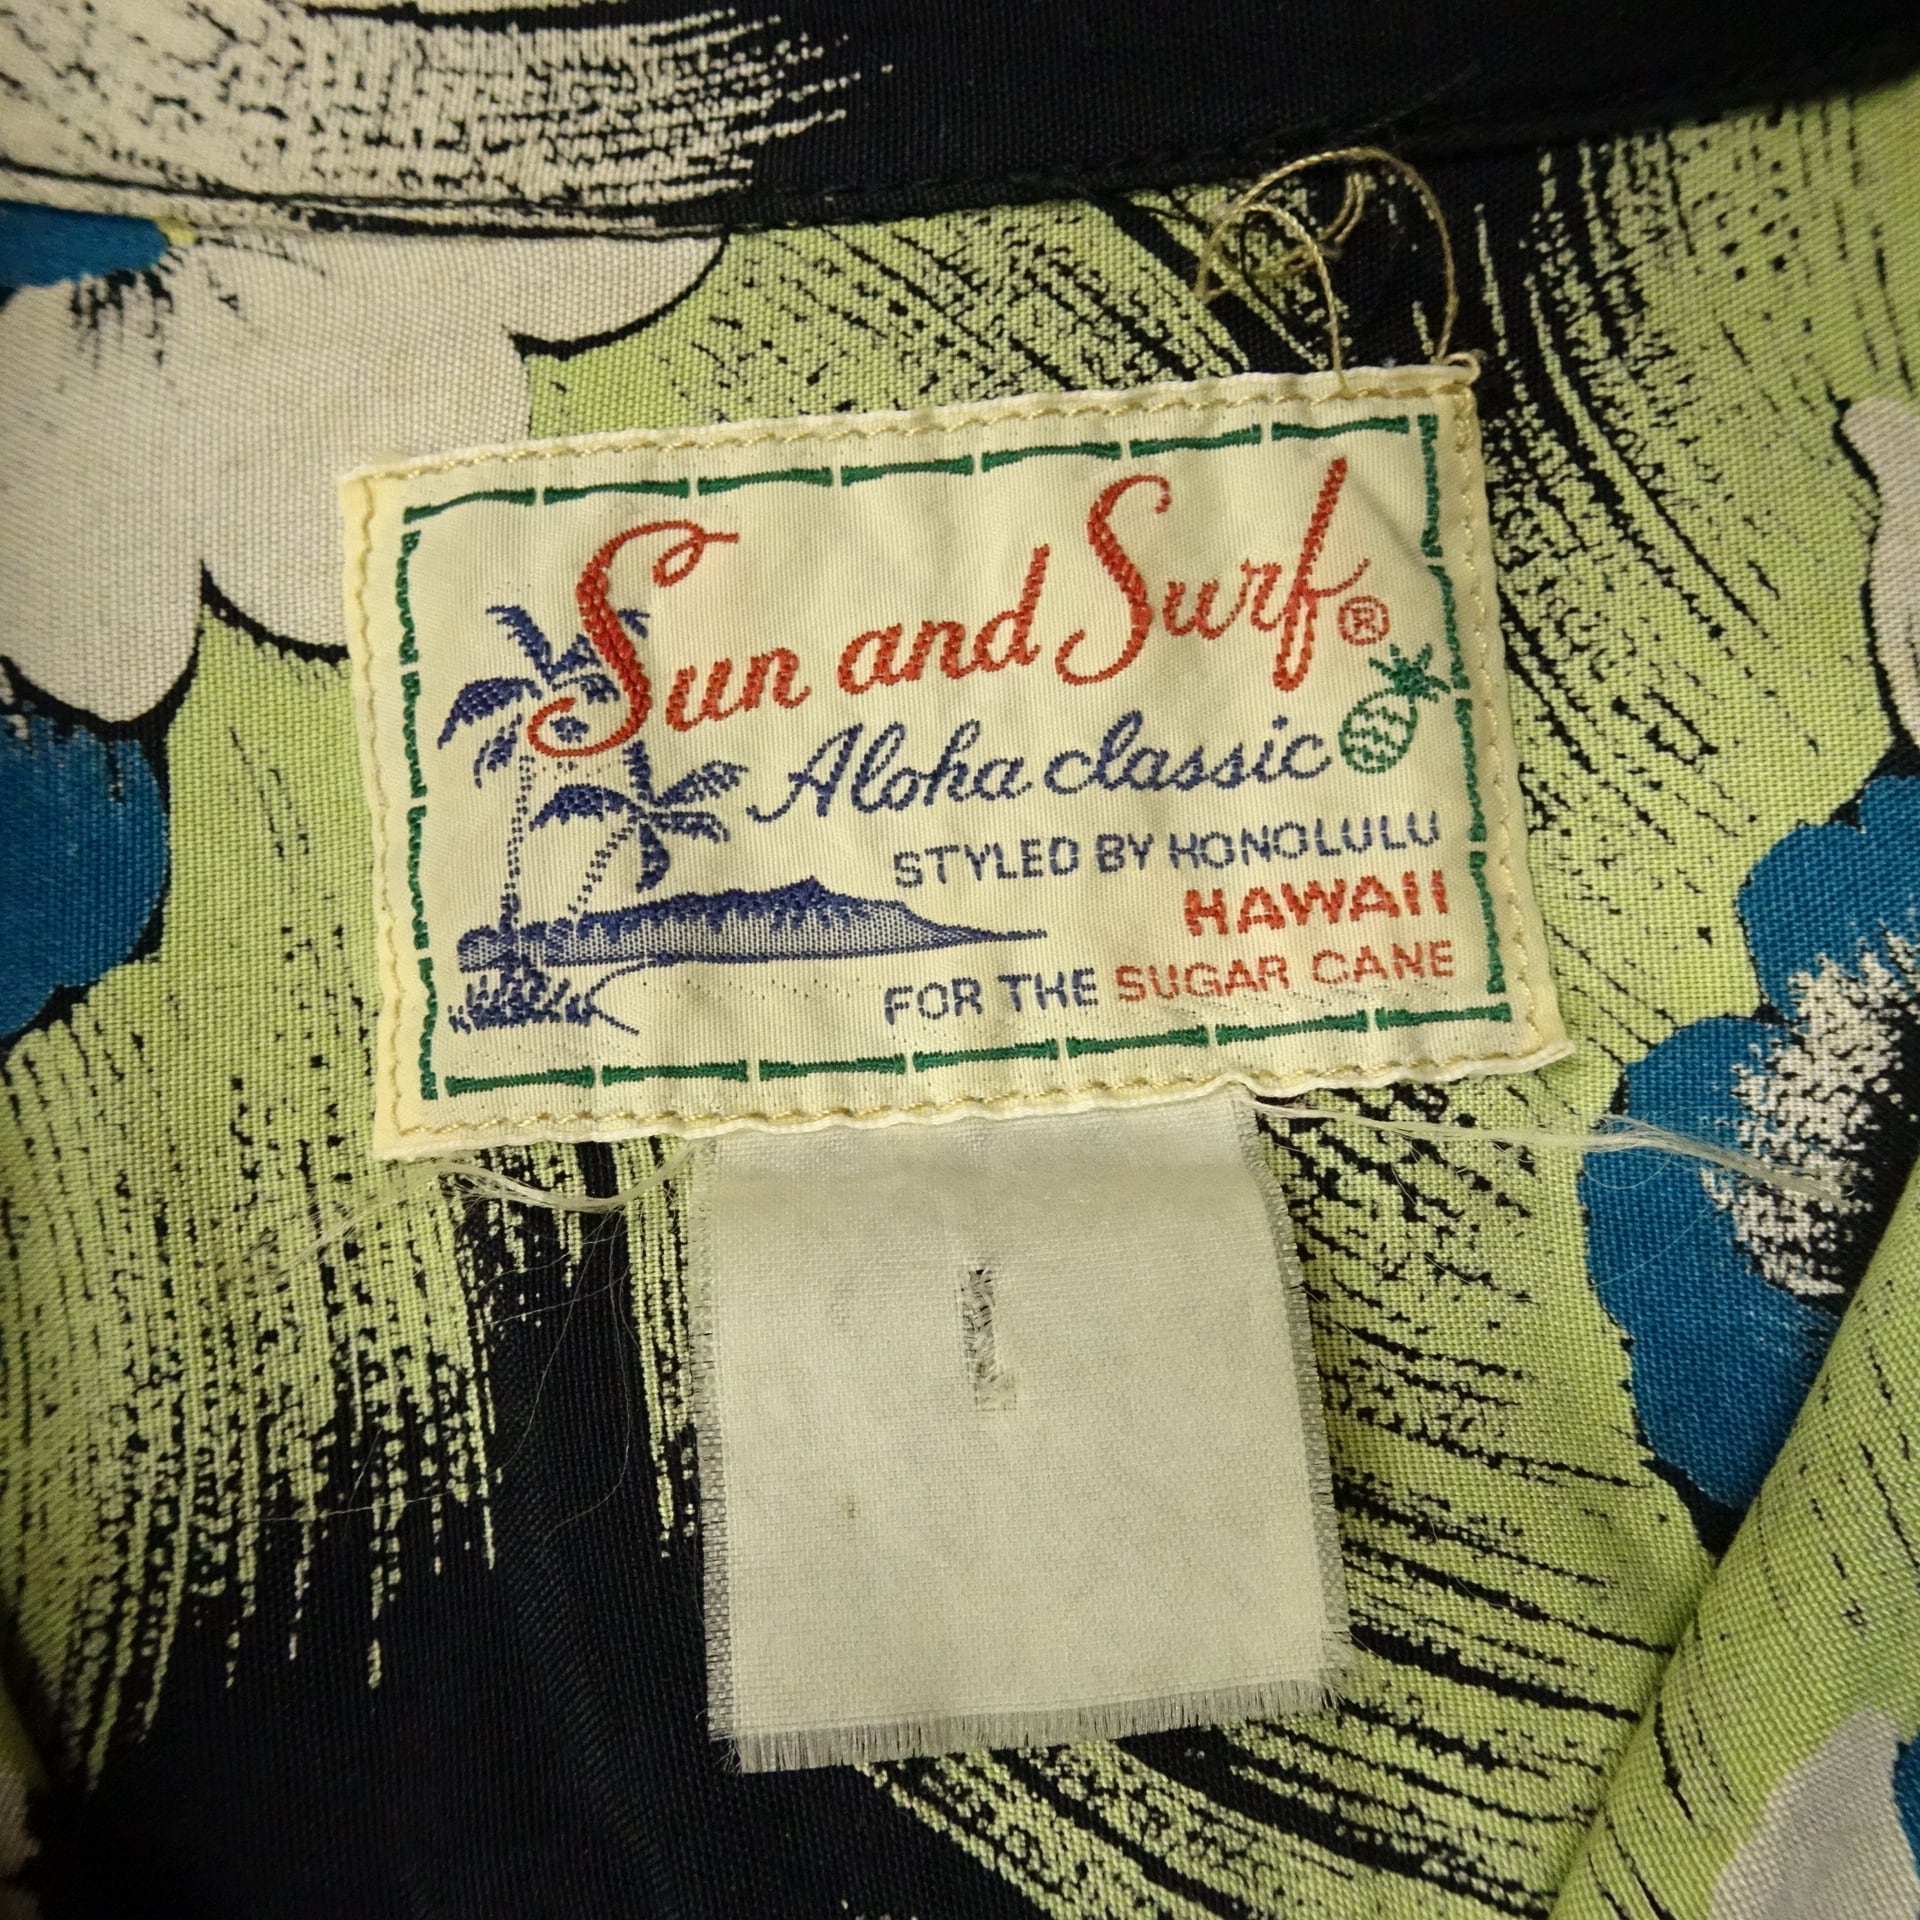 Sun and Surf®
Aloha classic
STYLED BY HONOLULU
HAWAII
FOR THE SUGAR CANE